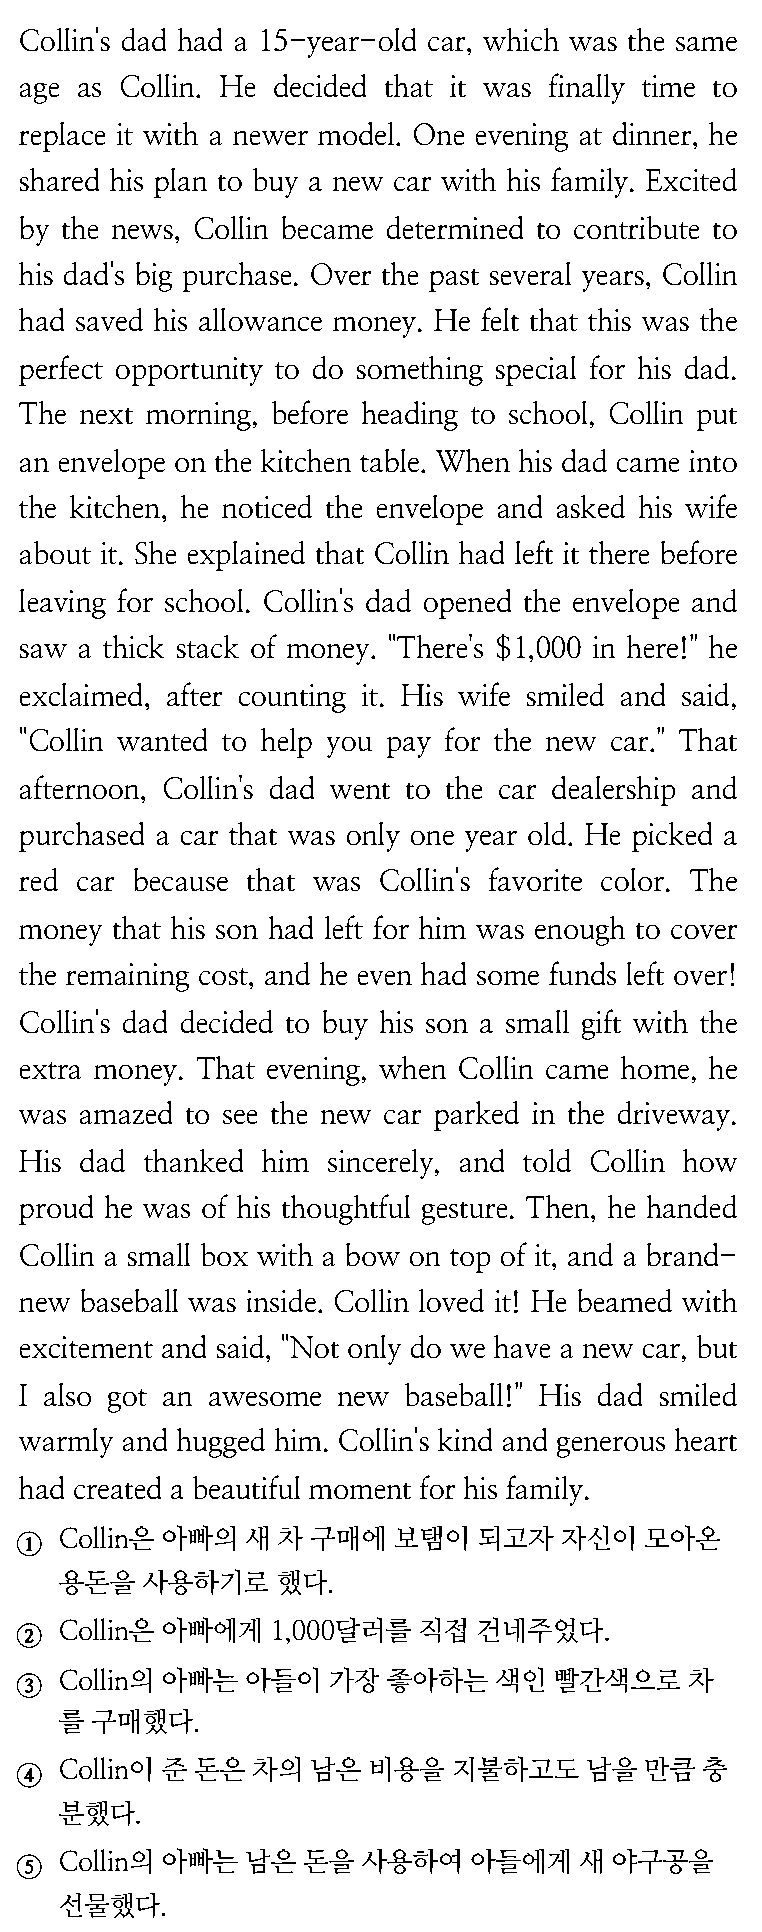 Collin's dad had a 15-year-old car, which was the same
age as Collin. He decided that it was finally time to
replace it with a newer model. One evening at dinner, he
shared his plan to buy a new car with his family. Excited
by the news, Collin became determined to contribute to
his dad's big purchase. Over the past several years, Collin
had saved his allowance money. He felt that this was the
perfect opportunity to do something special for his dad.
The next morning, before heading to school, Collin put
an envelope on the kitchen table. When his dad came into
the kitchen, he noticed the envelope and asked his wife
about it. She explained that Collin had left it there before
leaving for school. Collin's dad opened the envelope and
saw a thick stack of money. "There's $1,000 in here!" he
exclaimed, after counting it. His wife smiled and said,
"Collin wanted to help you pay for the new car." That
afternoon, Collin's dad went to the car dealership and
purchased a car that was only one year old. He picked a
red car because that was Collin's favorite color. The
money that his son had left for him was enough to cover
the remaining cost, and he even had some funds left over!
Collin's dad decided to buy his son a small gift with the
extra money. That evening, when Collin came home, he
was amazed to see the new car parked in the driveway.
His dad thanked him sincerely, and told Collin how
proud he was of his thoughtful gesture. Then, he handed
Collin a small box with a bow on top of it, and a brand-
new baseball was inside. Collin loved it! He beamed with
excitement and said, "Not only do we have a new car, but
I also got an awesome new baseball!" His dad smiled
warmly and hugged him. Collin's kind and generous heart
had created a beautiful moment for his family.
① Collin은 아빠의 새 차 구매에 보탬이 되고자 자신이 모아온
용돈을 사용하기로 했다.
② Collin은 아빠에게 1,000달러를 직접 건네주었다.
③ Collin의 아빠는 아들이 가장 좋아하는 색인 빨간색으로 차
를 구매했다.
④ Collin이 준 돈은 차의 남은 비용을 지불하고도 남을 만큼 충
분했다.
⑤ Collin의 아빠는 남은 돈을 사용하여 아들에게 새 야구공을
선물했다.